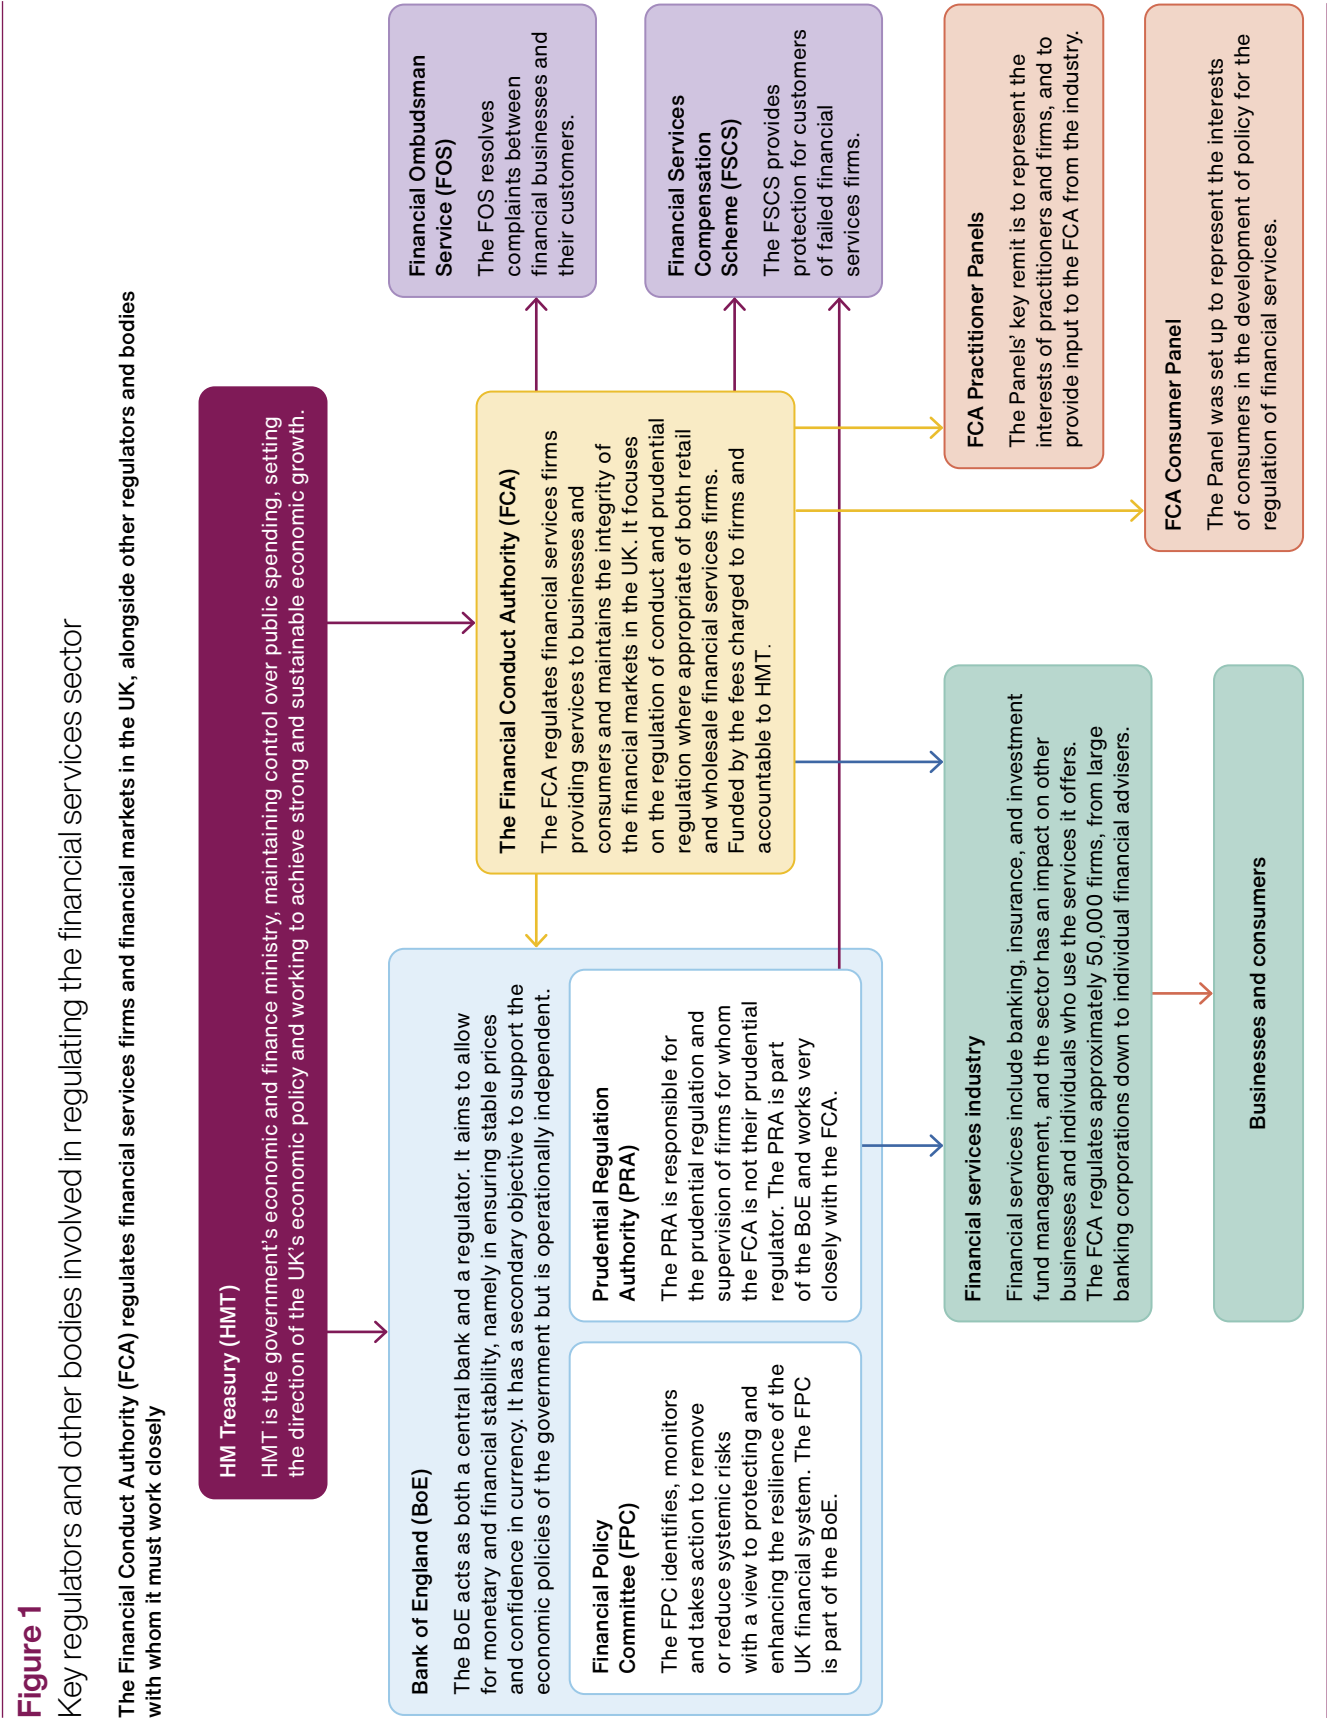 Figure 1
Key regulators and other bodies involved in regulating the financial services sector
The Financial Conduct Authority (FCA) regulates financial services firms and financial markets in the UK, alongside other regulators and bodies
with whom it must work closely
HM Treasury (HMT)
HMT is the government's economic and finance ministry, maintaining control over public spending, setting
the direction of the UK's economic policy and working to achieve strong and sustainable economic growth.
Bank of England (BoE)
The BoE acts as both a central bank and a regulator. It aims to allow
for monetary and financial stability, namely in ensuring stable prices
and confidence in currency. It has a secondary objective to support the
economic policies of the government but is operationally independent.
Financial Policy
Committee (FPC)
The FPC identifies, monitors
and takes action to remove
or reduce systemic risks
with a view to protecting and
enhancing the resilience of the
UK financial system. The FPC
is part of the BoE.
Prudential Regulation
Authority (PRA)
The PRA is responsible for
the prudential regulation and
supervision of firms for whom
the FCA is not their prudential
regulator. The PRA is part
of the BoE and works very
closely with the FCA.
The Financial Conduct Authority (FCA)
The FCA regulates financial services firms
providing services to businesses and
consumers and maintains the integrity of
the financial markets in the UK. It focuses
on the regulation of conduct and prudential
regulation where appropriate of both retail
and wholesale financial services firms.
Funded by the fees charged to firms and
accountable to HMT.
Financial Ombudsman
Service (FOS)
The FOS resolves
complaints between
financial businesses and
their customers.
Financial Services
Compensation
Scheme (FSCS)
The FSCS provides
protection for customers
of failed financial
services firms.
Financial services industry
Financial services include banking, insurance, and investment
fund management, and the sector has an impact on other
businesses and individuals who use the services it offers.
The FCA regulates approximately 50,000 firms, from large
banking corporations down to individual financial advisers.
FCA Practitioner Panels
The Panels' key remit is to represent the
interests of practitioners and firms, and to
provide input to the FCA from the industry.
FCA Consumer Panel
The Panel was set up to represent the interests
of consumers in the development of policy for the
regulation of financial services.
Businesses and consumers